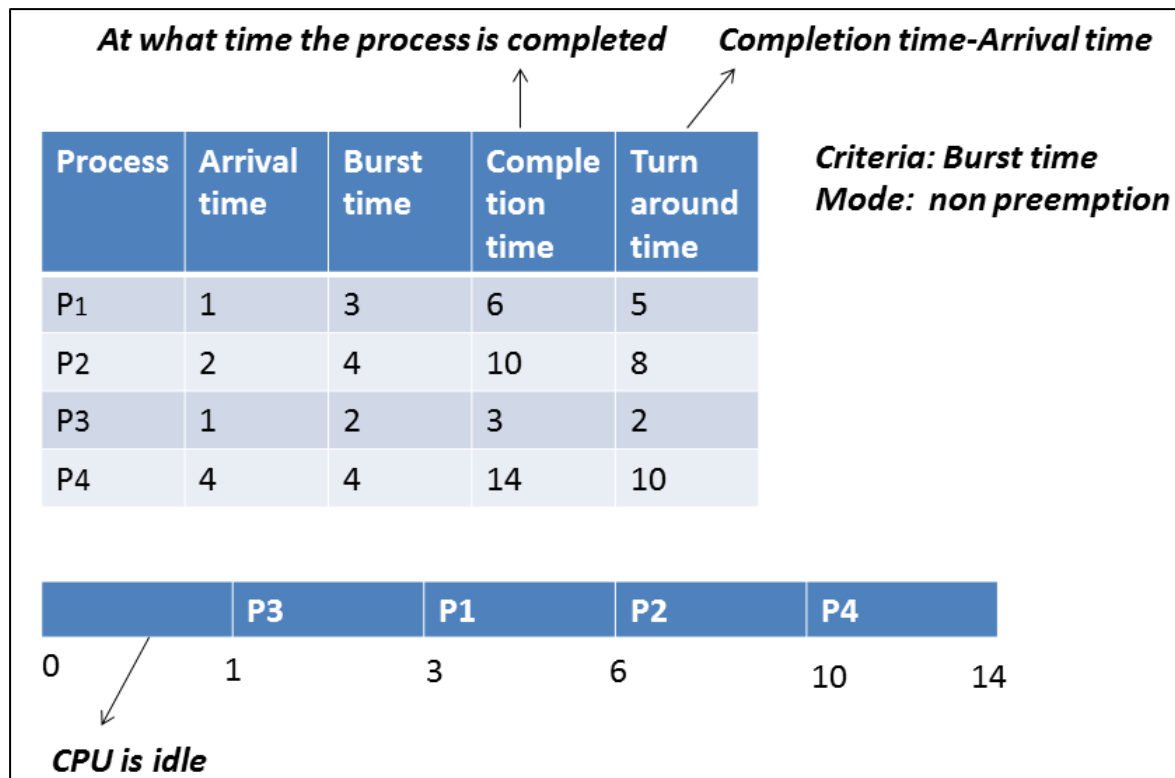 At what time the process is completed Completion time-Arrival time
Process Arrival time Burst time Comple tion time Turn around time
Criteria: Burst time
Mode: non preemption
P1 1 3 6 5
P2 2 4 10 8
P3 1 2 3 2
P4 4 4 14 10
P3 P1 P2 P4
0 1 3 6 10 14
CPU is idle